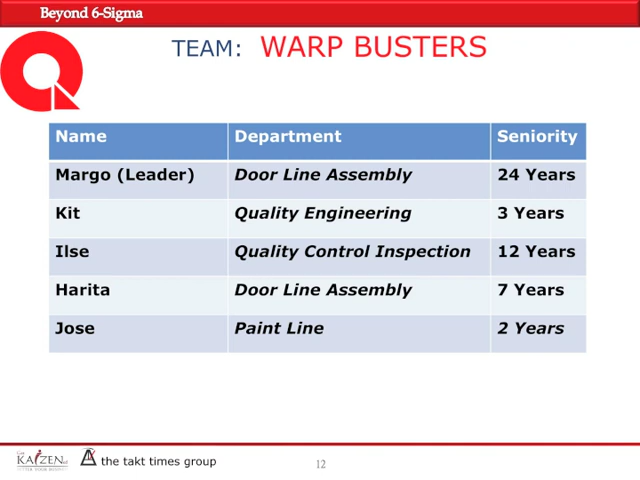 Beyond 6-Sigma
TEAM: WARP BUSTERS
Name Department Seniority
Margo (Leader) Door Line Assembly 24 Years
Kit Quality Engineering 3 Years
Ilse Quality Control Inspection 12 Years
Harita Door Line Assembly 7 Years
Jose Paint Line 2 Years
KAIZEN
the takt times group
12